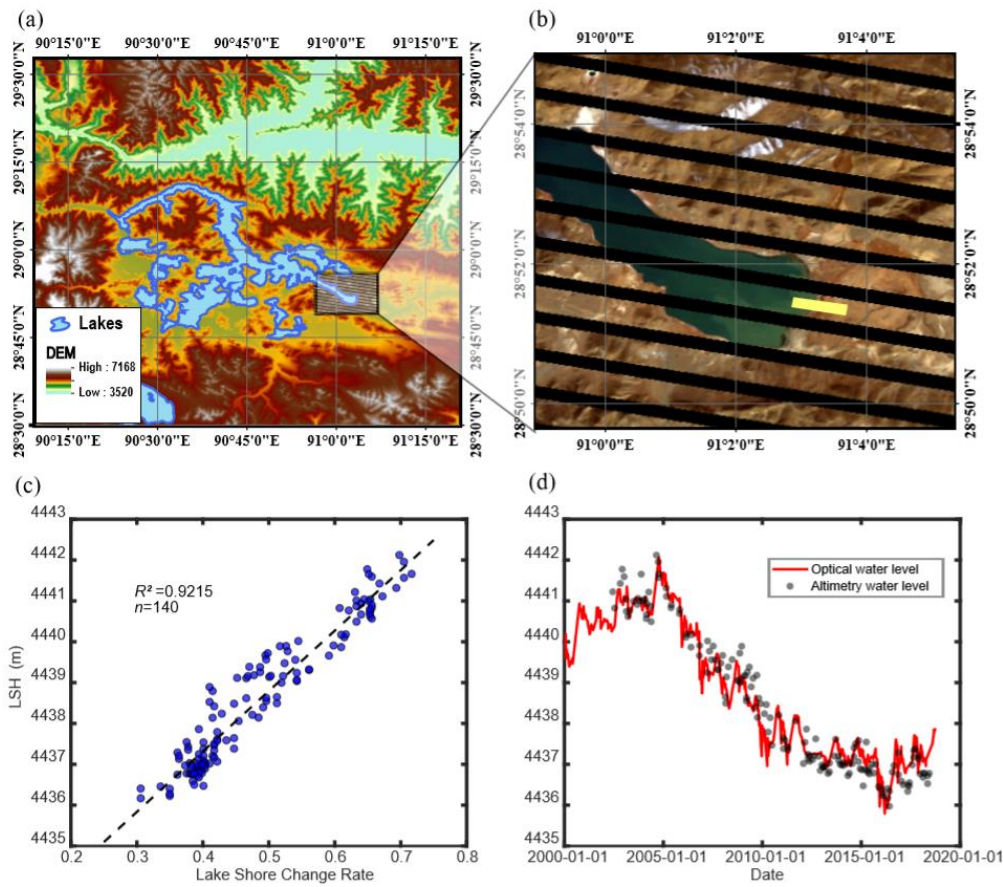 (a)
90°15'0"E 90°30'0"E 90°45'0"E 91°0'0"E 91°15'0"E
29°30'0"N
29°15'0"N
29°0'0"N
28°45'0"N
28°30'0"N
29°30'0"N
29°15'0"N
29°0'0"N
28°45'0"N
28°30'0"N
Lakes
DEM
High : 7168
Low : 3520
90°15'0"E 90°30'0"E 90°45'0"E 91°0'0"E 91°15'0"E
(b)
91°0'0"E 91°2'0"E 91°4'0"E
28°54'0"N
28°52'0"N
28°50'0"N
28°54'0"N
28°52'0"N
28°50'0"N
91°0'0"E 91°2'0"E 91°4'0"E
(c)
4443
4442
4441
4440
4439
4438
4437
4436
4435
LSH (m)
R² =0.9215
n=140
0.2 0.3 0.4 0.5 0.6 0.7 0.8
Lake Shore Change Rate
(d)
4443
4442
4441
4440
4439
4438
4437
4436
4435
Optical water level
Altimetry water level
2000-01-01 2005-01-01 2010-01-01 2015-01-01 2020-01-01
Date